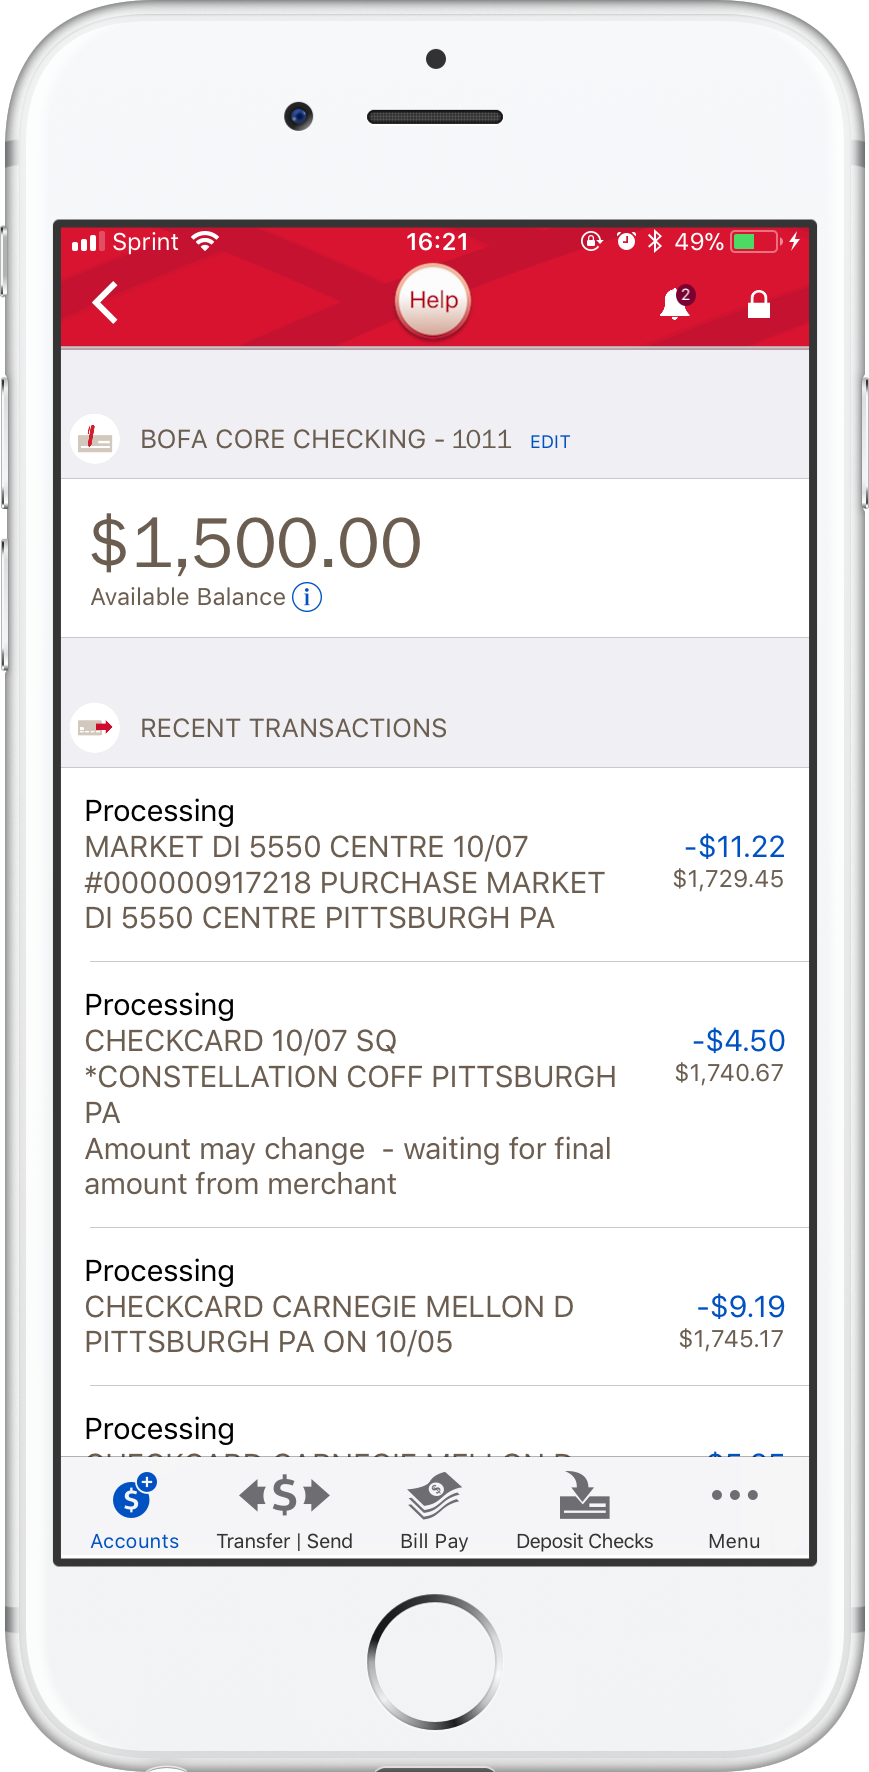 Sprint 16:21 49%
Help 2
BOFA CORE CHECKING - 1011 EDIT
$1,500.00
Available Balance i
RECENT TRANSACTIONS
Processing
MARKET DI 5550 CENTRE 10/07 -$11.22
#000000917218 PURCHASE MARKET $1,729.45
DI 5550 CENTRE PITTSBURGH PA
Processing
CHECKCARD 10/07 SQ -$4.50
*CONSTELLATION COFF PITTSBURGH $1,740.67
PA
Amount may change - waiting for final
amount from merchant
Processing
CHECKCARD CARNEGIE MELLON D -$9.19
PITTSBURGH PA ON 10/05 $1,745.17
Processing
Accounts Transfer | Send Bill Pay Deposit Checks Menu